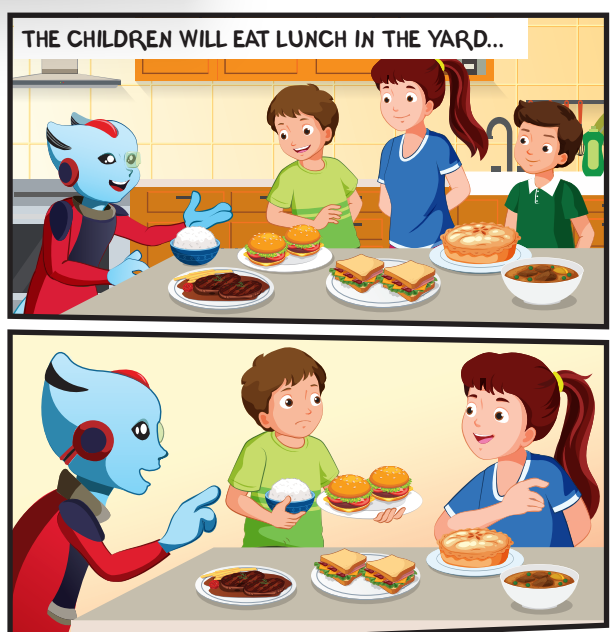 THE CHILDREN WILL EAT LUNCH IN THE YARD...